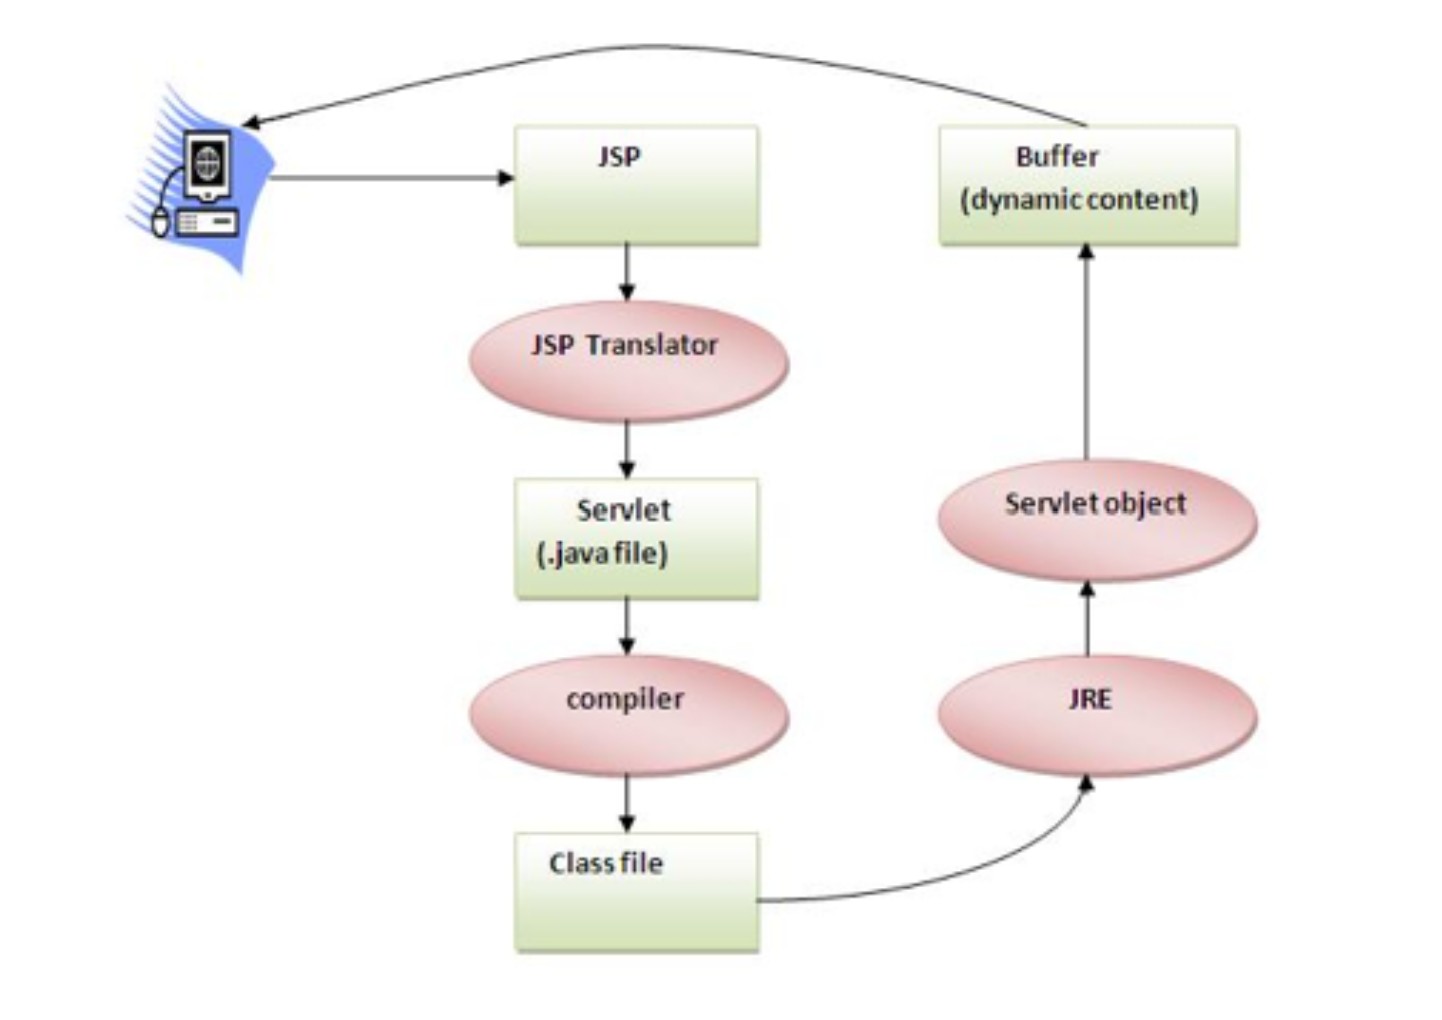 JSP
Buffer
(dynamic content)
JSP Translator
Servlet
(.java file)
Servlet object
compiler
JRE
Class file